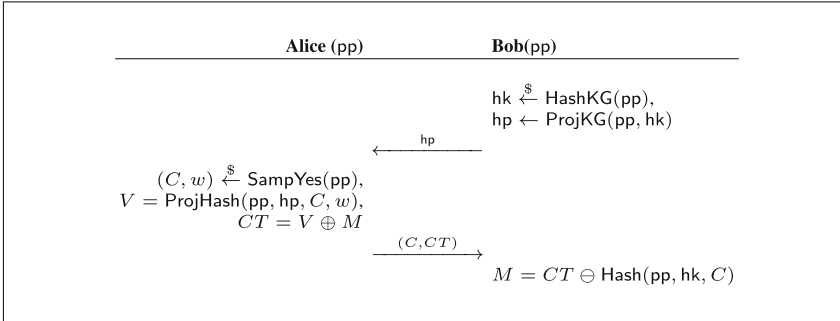 Alice (pp) Bob(pp)
hk ←$ HashKG(pp),
hp ← ProjKG(pp, hk)
hp
(C, w) ←$ SampYes(pp),
V = ProjHash(pp, hp, C, w),
CT = V ⊕ M
(C,CT)
M = CT ⊖ Hash(pp, hk, C)